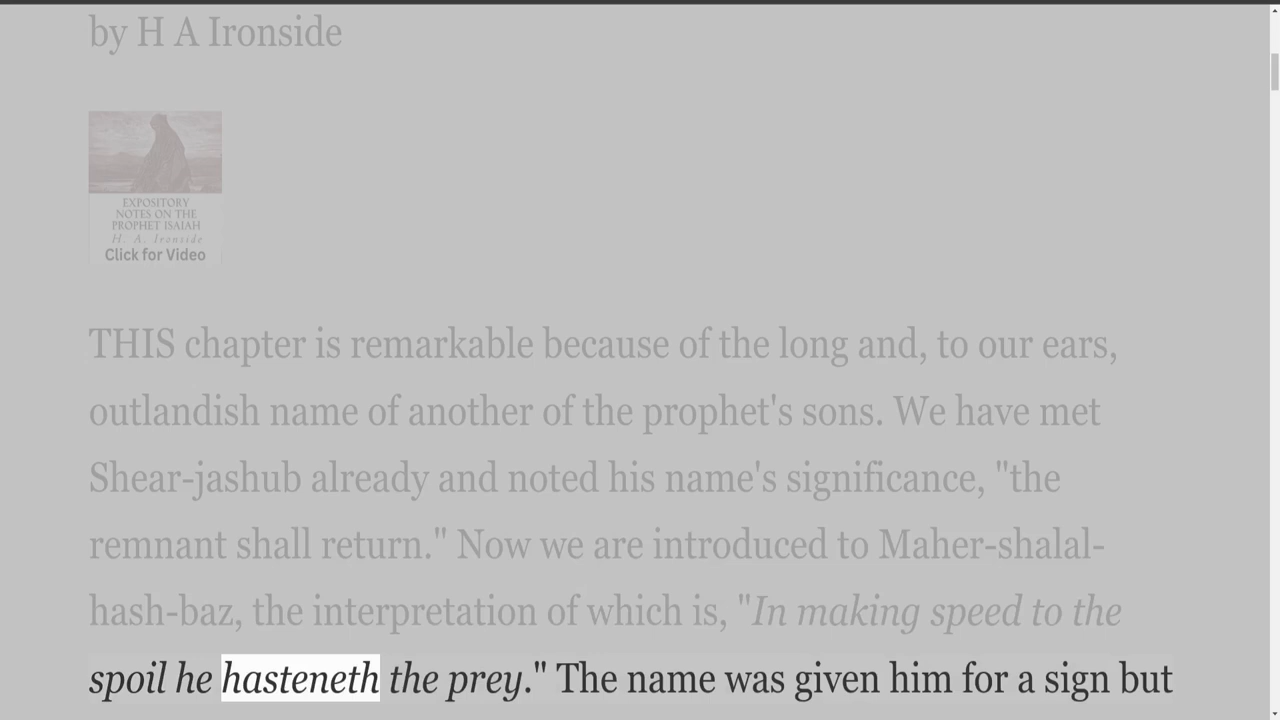 by H A Ironside
EXPOSITORY
NOTES ON THE
PROPHET ISAIAH
H. A. Ironside
Click for Video
THIS chapter is remarkable because of the long and, to our ears,
outlandish name of another of the prophet's sons. We have met
Shear-jashub already and noted his name's significance, "the
remnant shall return." Now we are introduced to Maher-shalal-
hash-baz, the interpretation of which is, "In making speed to the
spoil he hasteneth the prey." The name was given him for a sign but